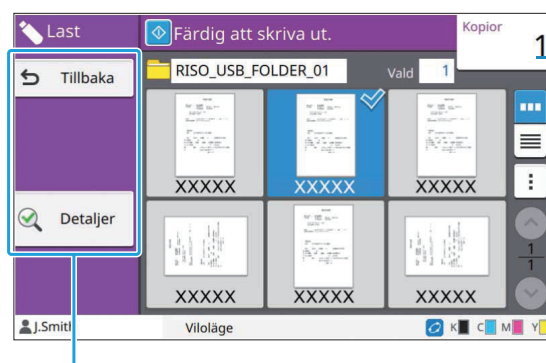 Last
Färdig att skriva ut.
Kopior
1
Tillbaka
RISO_USB_FOLDER_01
Vald
1
XXXXX
XXXXX
XXXXX
Detaljer
1
1
XXXXX
XXXXX
XXXXX
J.Smith
Viloläge
K
C
M
Y